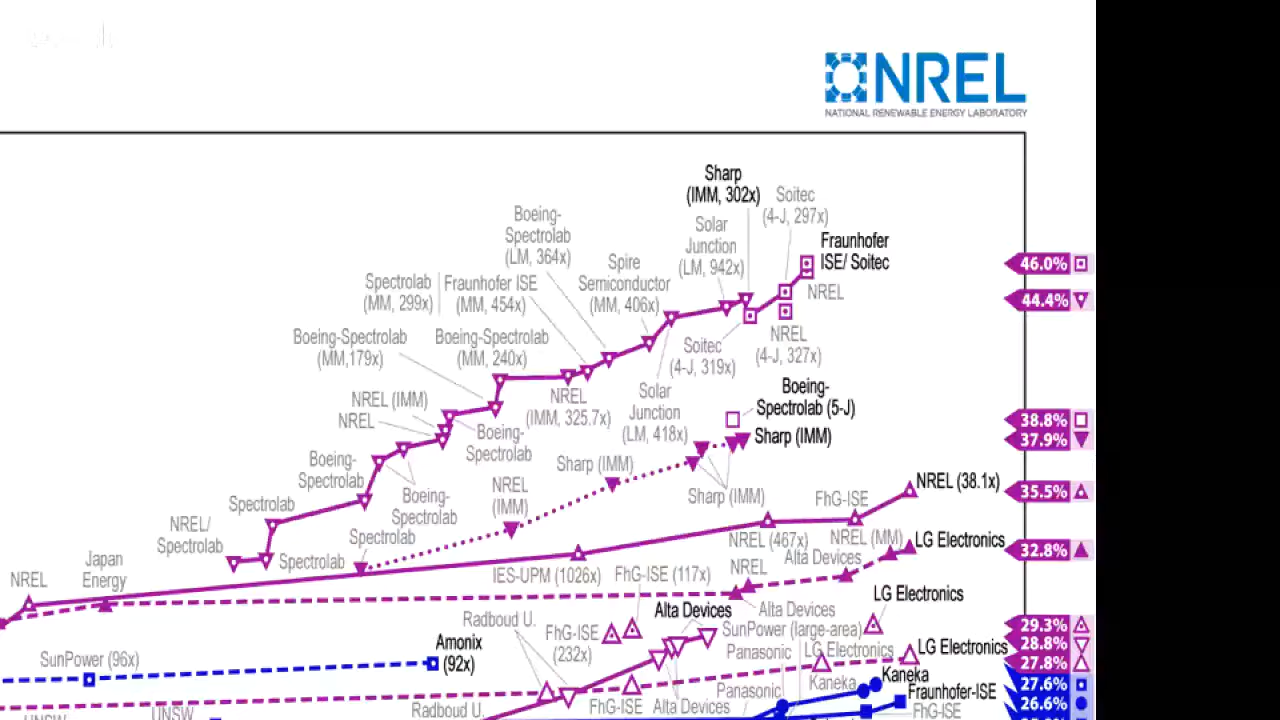 NREL
NATIONAL RENEWABLE ENERGY LABORATORY
Sharp
(IMM, 302x)
Soitec
(4-J, 297x)
Boeing-
Spectrolab
(LM, 364x)
Solar
Junction
(LM, 942x)
Fraunhofer
ISE/ Soitec
46.0%
Spire
Semiconductor
(MM, 406x)
Spectrolab
(MM, 299x)
Fraunhofer ISE
(MM, 454x)
NREL
44.4%
Boeing-Spectrolab
(MM,179x)
Boeing-Spectrolab
(MM, 240x)
Soitec
(4-J, 319x)
NREL
(4-J, 327x)
NREL (IMM)
NREL
NREL
(IMM, 325.7x)
Solar
Junction
(LM, 418x)
Boeing-
Spectrolab (5-J)
38.8%
Boeing-
Spectrolab
Sharp (IMM)
37.9%
Boeing-
Spectrolab
Sharp (IMM)
NREL
(IMM)
Boeing-
Spectrolab
Sharp (IMM)
FhG-ISE
NREL (38.1x)
35.5%
Spectrolab
NREL/
Spectrolab
Spectrolab
NREL (467x)
NREL (MM)
LG Electronics
32.8%
Japan
Energy
Spectrolab
Alta Devices
NREL
NREL
IES-UPM (1026x)
FhG-ISE (117x)
LG Electronics
Alta Devices
Alta Devices
Radboud U.
FhG-ISE
(232x)
SunPower (large-area)
29.3%
Amonix
(92x)
Panasonic
LG Electronics
LG Electronics
28.8%
SunPower (96x)
27.8%
Kaneka
Kaneka
27.6%
Panasonic
Fraunhofer-ISE
26.6%
UNSW
UNSW
Radboud U.
FhG-ISE
Alta Devices
FhG-ISE